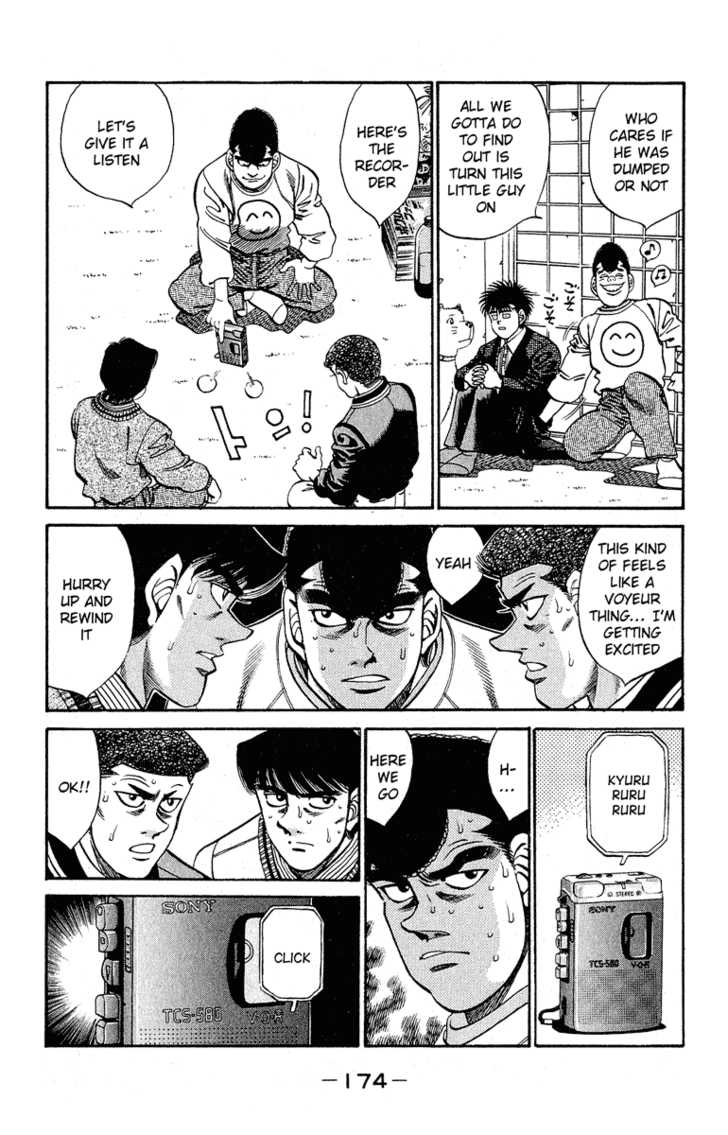 WHO
CARES IF
HE WAS
DUMPED
OR NOT
ALL WE
GOTTA DO
TO FIND
OUT IS
TURN THIS
LITTLE GUY
ON
HERE'S
THE
RECOR-
DER
LET'S
GIVE IT A
LISTEN
トン!
THIS KIND
OF FEELS
LIKE A
VOYEUR
THING... I'M
GETTING
EXCITED
YEAH
HURRY
UP AND
REWIND
IT
KYURU
RURU
RURU
STEREO
SONY
TCS-580
V·O·R
H-
...
HERE
WE
GO
OK!!
SONY
CLICK
TCS-580
V·O·R
-174-